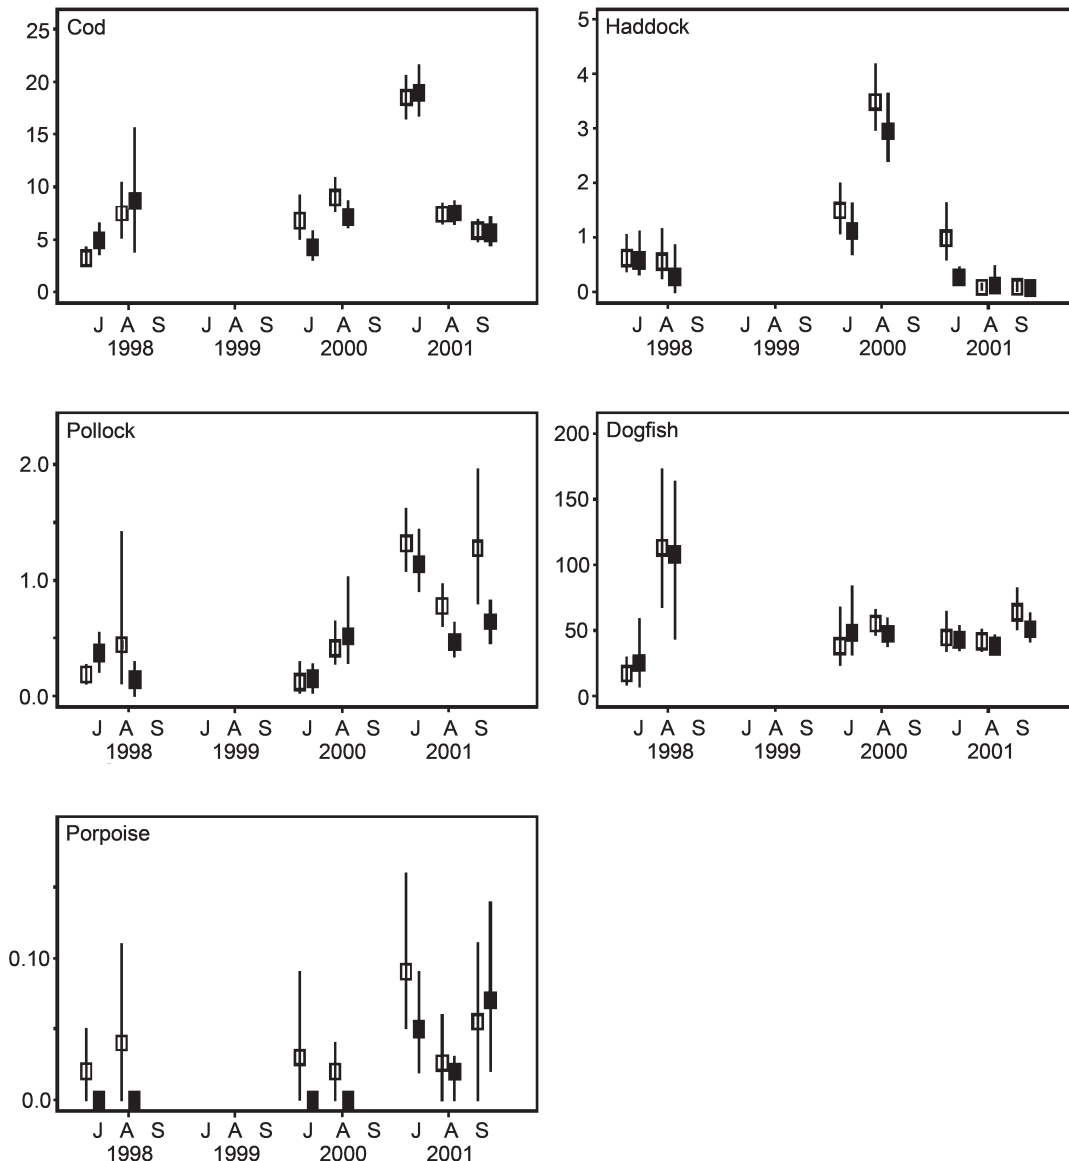 Cod
25
20
15
10
5
0
J A S J A S J A S J A S
1998 1999 2000 2001
Haddock
5
4
3
2
1
0
J A S J A S J A S J A S
1998 1999 2000 2001
Pollock
2.0
1.0
0.0
J A S J A S J A S J A S
1998 1999 2000 2001
Dogfish
200
150
100
50
0
J A S J A S J A S J A S
1998 1999 2000 2001
Porpoise
0.10
0.0
J A S J A S J A S J A S
1998 1999 2000 2001